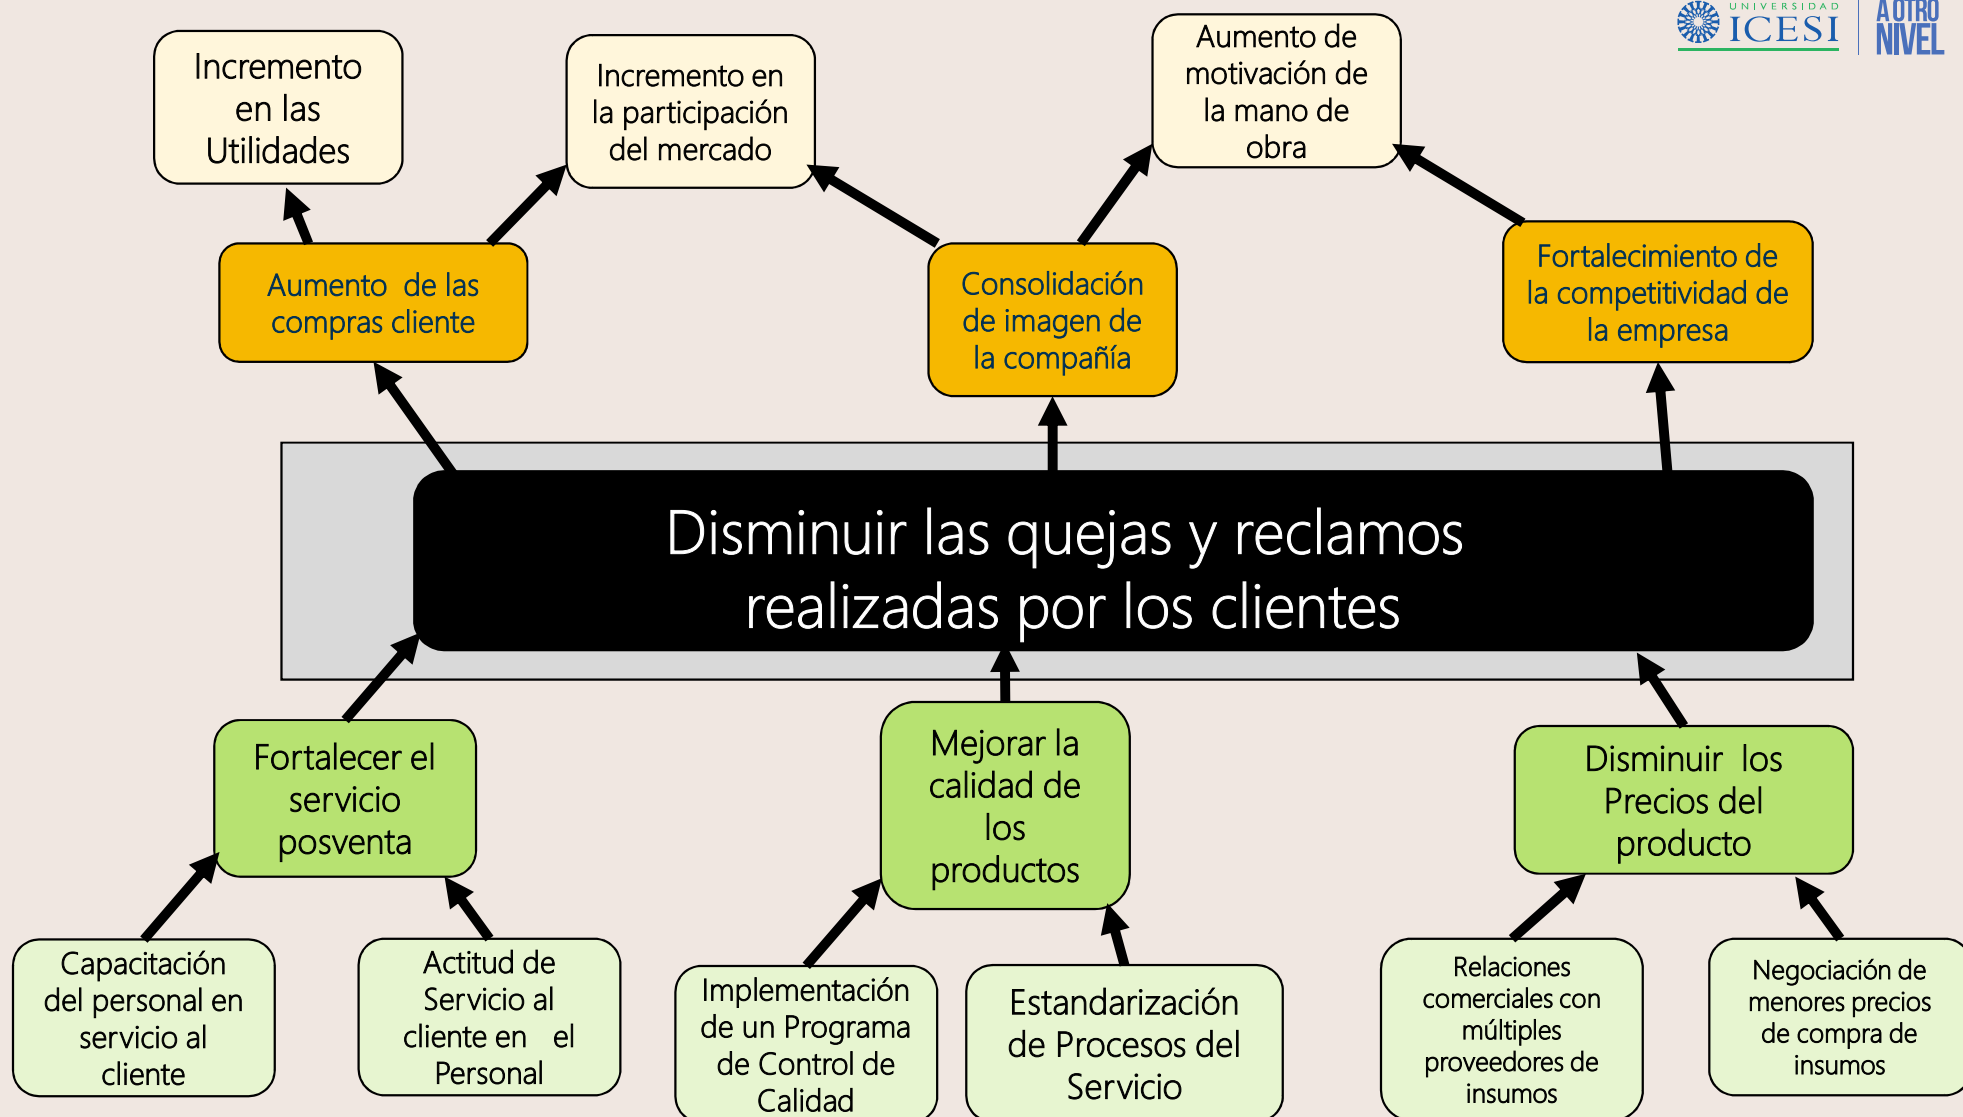 UNIVERSIDAD
ICESI
A OTRO
NIVEL
Incremento
en las
Utilidades
Incremento en
la participación
del mercado
Aumento de
motivación de
la mano de
obra
Aumento de las
compras cliente
Consolidación
de imagen de
la compañía
Fortalecimiento de
la competitividad de
la empresa
Disminuir las quejas y reclamos
realizadas por los clientes
Fortalecer el
servicio
posventa
Mejorar la
calidad de
los
productos
Disminuir los
Precios del
producto
Capacitación
del personal en
servicio al
cliente
Actitud de
Servicio al
cliente en el
Personal
Implementación
de un Programa
de Control de
Calidad
Estandarización
de Procesos del
Servicio
Relaciones
comerciales con
múltiples
proveedores de
insumos
Negociación de
menores precios
de compra de
insumos